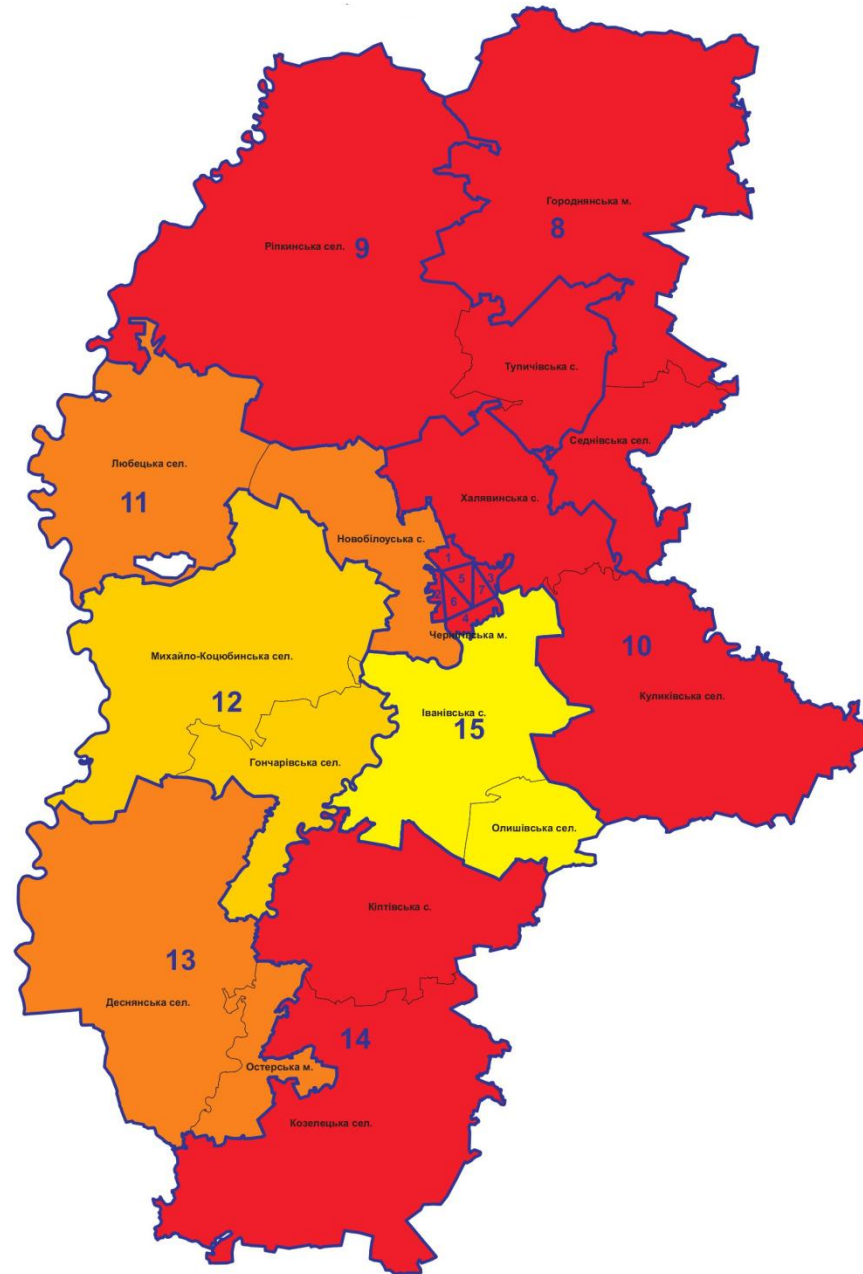 Городнянська м.
8
Ріпкинська сел.
9
Тупичівська с.
Седнівська сел.
Любецька сел.
11
Халявинська с.
Новобілоуська с.
1
5
3
2
7
6
4
Чернігівська м.
10
Куликівська сел.
Михайло-Коцюбинська сел.
12
Іванівська с.
15
Гончарівська сел.
Олишівська сел.
Кіптівська с.
13
Деснянська сел.
14
Остерська м.
Козелецька сел.